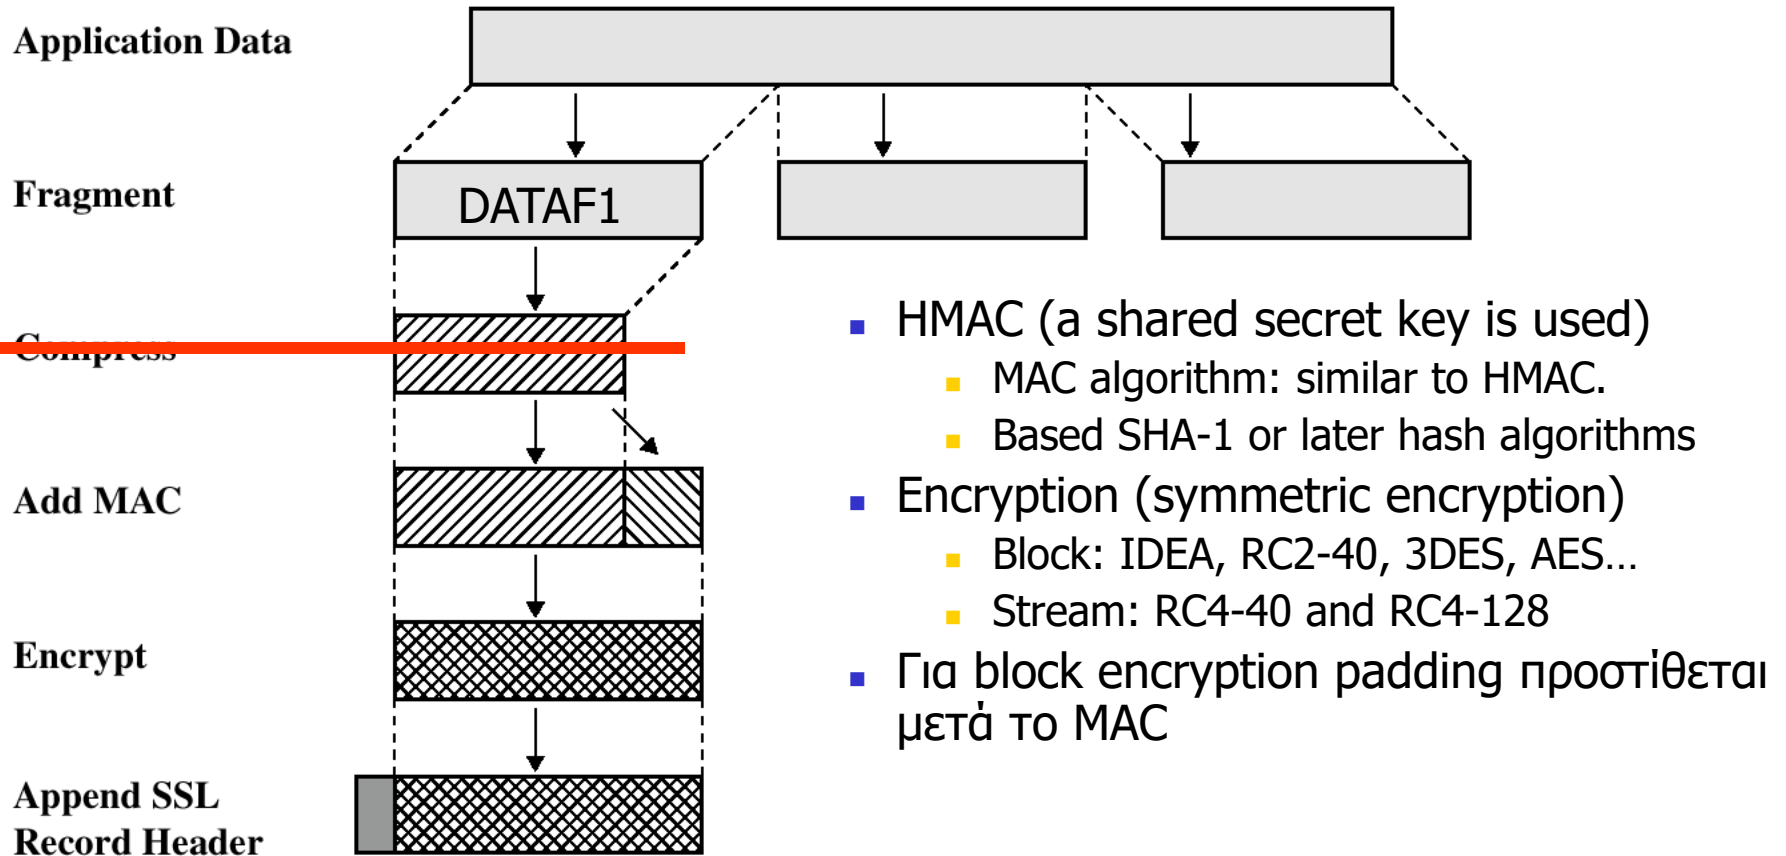 Application Data
Fragment
DATAF1
Compress
Add MAC
Encrypt
Append SSL
Record Header
HMAC (a shared secret key is used)
MAC algorithm: similar to HMAC.
Based SHA-1 or later hash algorithms
Encryption (symmetric encryption)
Block: IDEA, RC2-40, 3DES, AES…
Stream: RC4-40 and RC4-128
Για block encryption padding προστίθεται
μετά το MAC